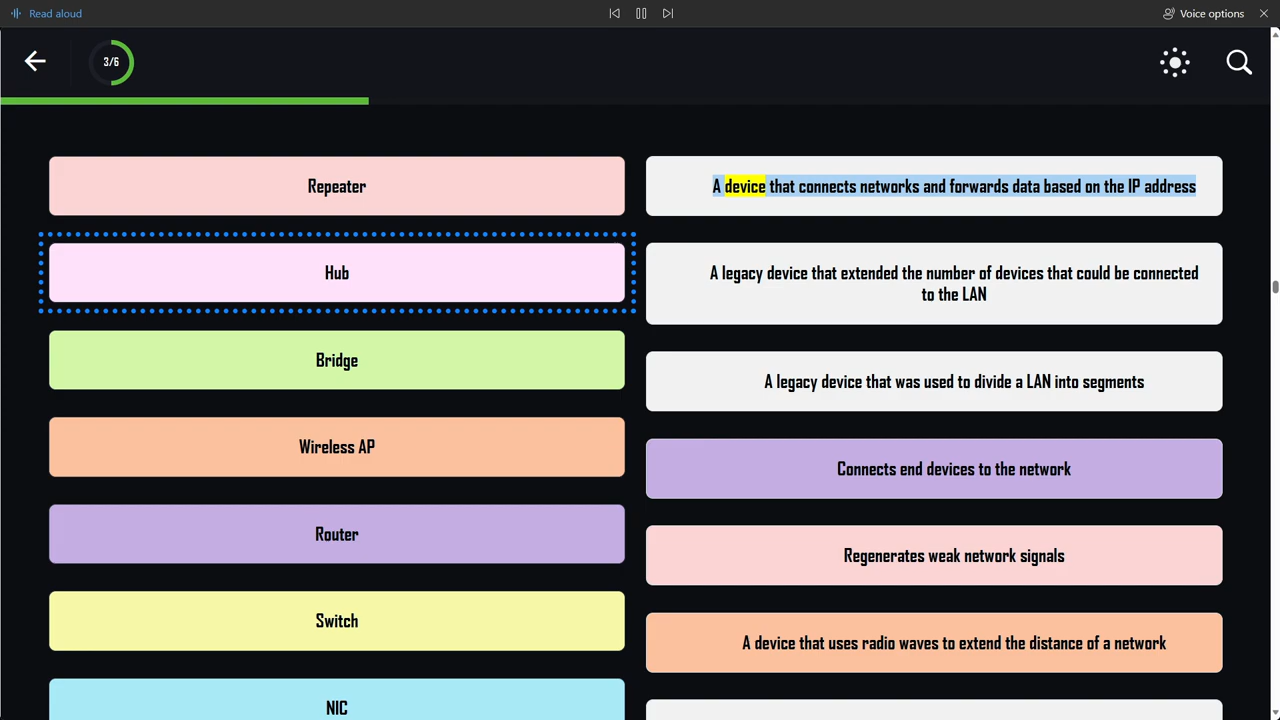 Read aloud
Voice options
3/6
Repeater
Hub
Bridge
Wireless AP
Router
Switch
NIC
A device that connects networks and forwards data based on the IP address
A legacy device that extended the number of devices that could be connected
to the LAN
A legacy device that was used to divide a LAN into segments
Connects end devices to the network
Regenerates weak network signals
A device that uses radio waves to extend the distance of a network